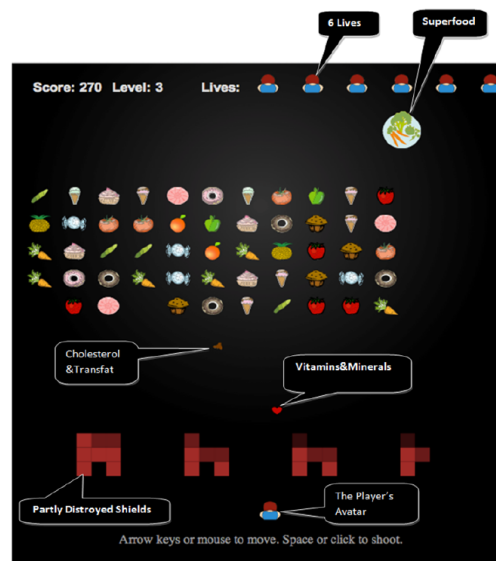 6 Lives
Superfood
Score: 270 Level: 3 Lives:
Cholesterol
&Transfat
Vitamins&Minerals
Partly Distroyed Shields
The Player's
Avatar
Arrow keys or mouse to move. Space or click to shoot.